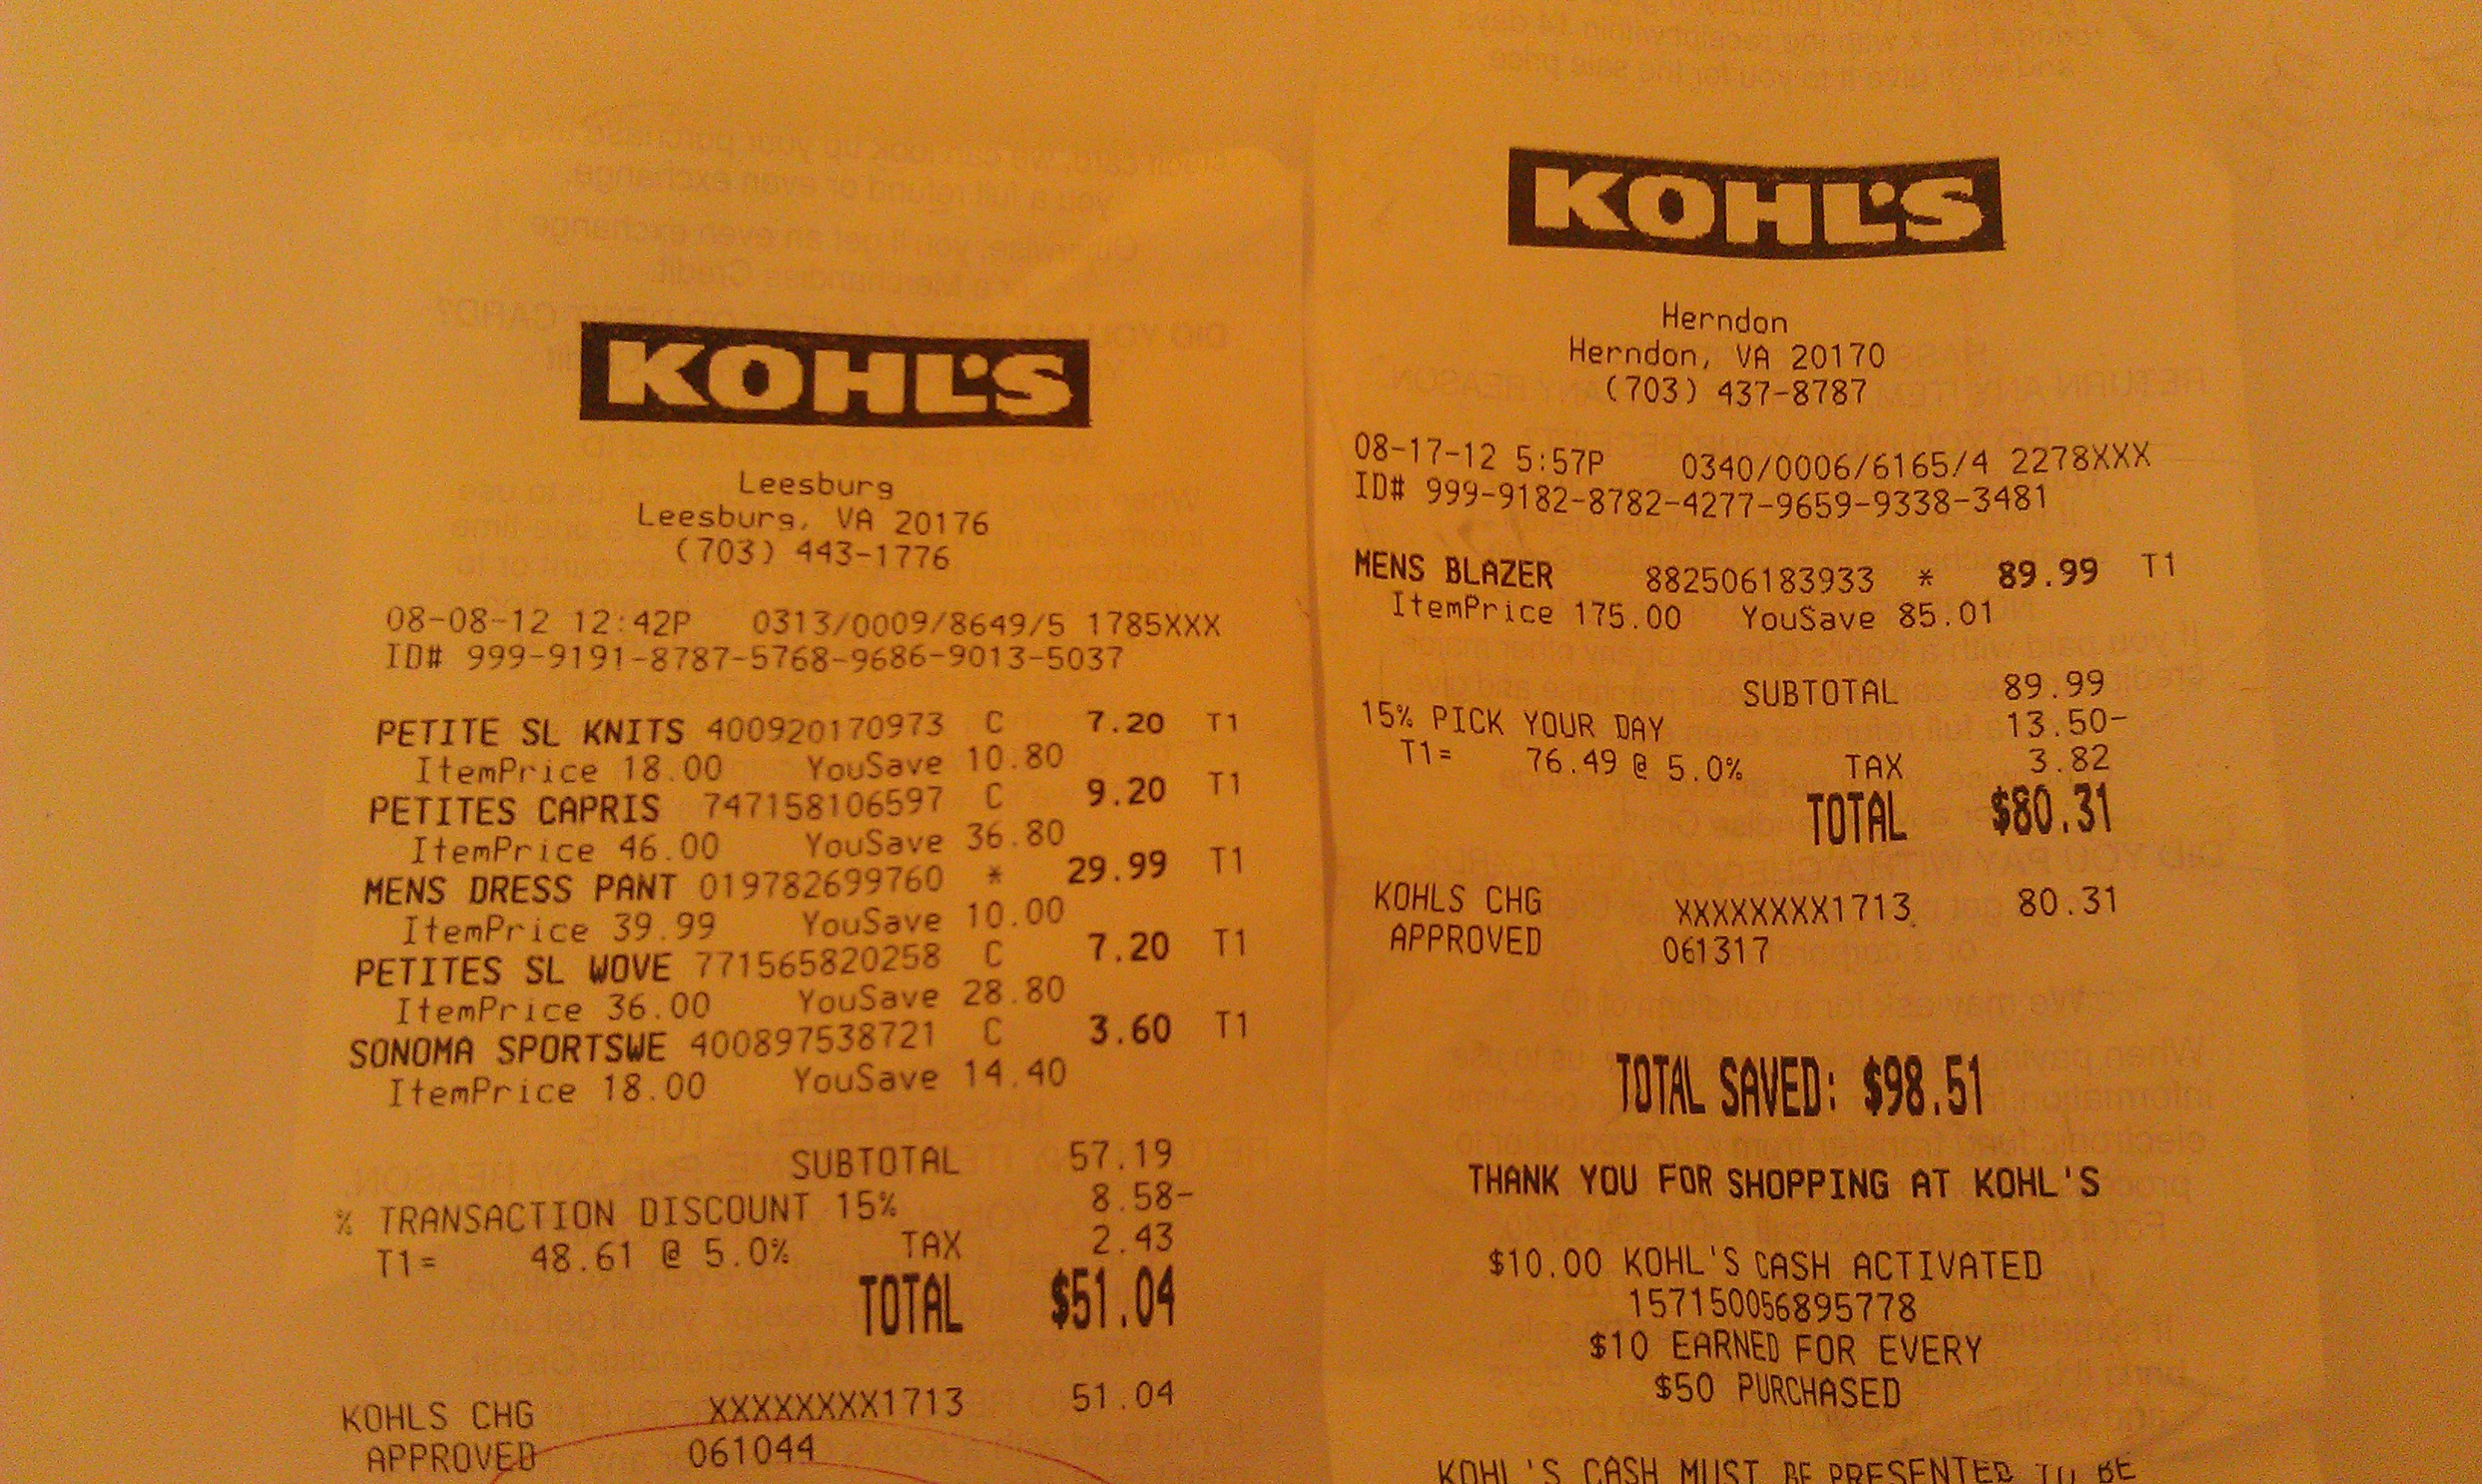 KOHL'S
Leesburg
Leesburg, VA 20176
(703) 443-1776
08-08-12 12:42P 0313/0009/8649/5 1785XXX
ID# 999-9191-8787-5768-9686-9013-5037
PETITE SL KNITS 400920170973 C 7.20 T1
ItemPrice 18.00 YouSave 10.80
PETITES CAPRIS 747158106597 C 9.20 T1
ItemPrice 46.00 YouSave 36.80
MENS DRESS PANT 019782699760 * 29.99 T1
ItemPrice 39.99 YouSave 10.00
PETITES SL WOVE 771565820258 C 7.20 T1
ItemPrice 36.00 YouSave 28.80
SONOMA SPORTSWE 400897538721 C 3.60 T1
ItemPrice 18.00 YouSave 14.40
SUBTOTAL 57.19
% TRANSACTION DISCOUNT 15% 8.58-
T1= 48.61 @ 5.0% TAX 2.43
TOTAL $51.04
KOHLS CHG XXXXXXXX1713 51.04
APPROVED 061044
KOHL'S
Herndon
Herndon, VA 20170
(703) 437-8787
08-17-12 5:57P 0340/0006/6165/4 2278XXX
ID# 999-9182-8782-4277-9659-9338-3481
MENS BLAZER 882506183933 * 89.99 T1
ItemPrice 175.00 YouSave 85.01
SUBTOTAL 89.99
15% PICK YOUR DAY 13.50-
T1= 76.49 @ 5.0% TAX 3.82
TOTAL $80.31
KOHLS CHG XXXXXXXX1713 80.31
APPROVED 061317
TOTAL SAVED: $98.51
THANK YOU FOR SHOPPING AT KOHL'S
$10.00 KOHL'S CASH ACTIVATED
157150056895778
$10 EARNED FOR EVERY
$50 PURCHASED
KOHL'S CASH MUST BE PRESENTED TO BE